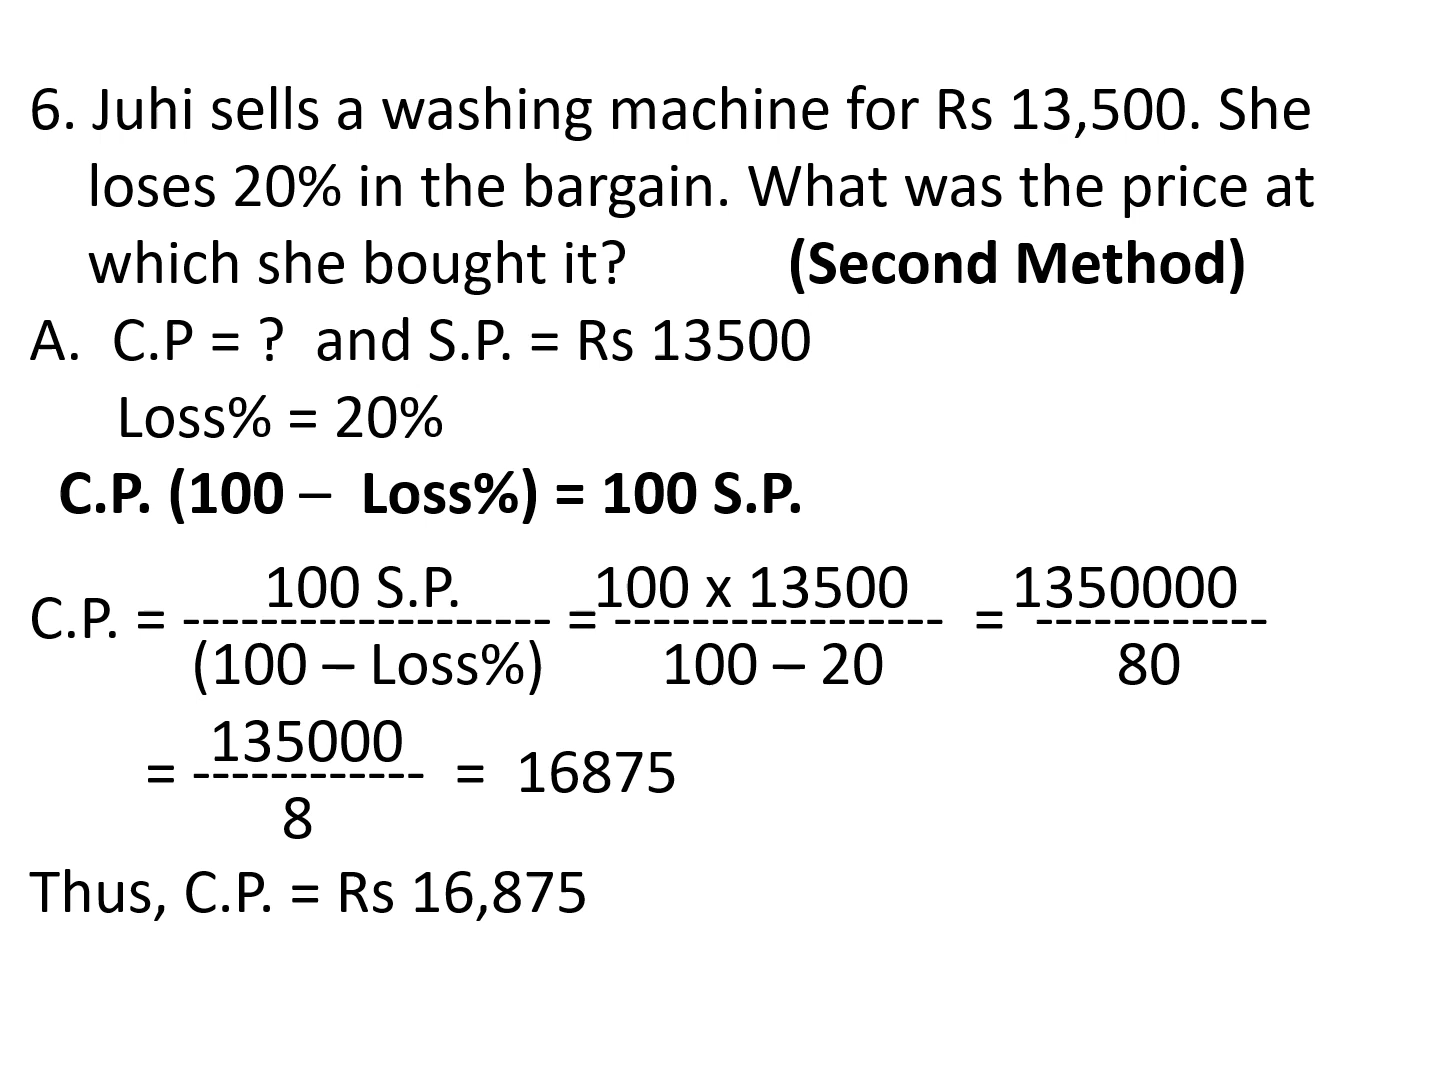 6. Juhi sells a washing machine for Rs 13,500. She
loses 20% in the bargain. What was the price at
which she bought it? (Second Method)
A. C.P = ? and S.P. = Rs 13500
Loss% = 20%
C.P. (100 – Loss%) = 100 S.P.
100 S.P. 100 x 13500 1350000
C.P. = ------------------- = ----------------- = ------------
(100 – Loss%) 100 – 20 80
135000
= ------------ = 16875
8
Thus, C.P. = Rs 16,875